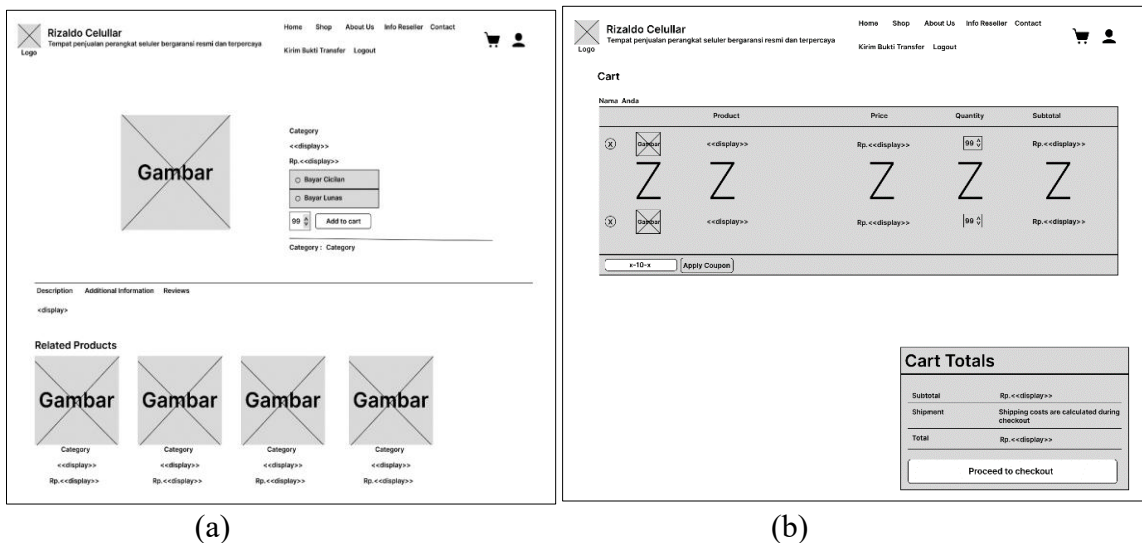 Rizaldo Celullar
Tempat penjualan perangkat seluler bergaransi resmi dan terpercaya
Logo
Home Shop About Us Info Reseller Contact
Kirim Bukti Transfer Logout
Gambar
Category
<<display>>
Rp.<<display>>
Bayar Cicilan
Bayar Lunas
99 Add to cart
Category : Category
Description Additional Information Reviews
<display>
Related Products
Gambar Gambar Gambar Gambar
Category Category Category Category
<<display>> <<display>> <<display>> <<display>>
Rp.<<display>> Rp.<<display>> Rp.<<display>> Rp.<<display>>
(a)
Rizaldo Celullar
Tempat penjualan perangkat seluler bergaransi resmi dan terpercaya
Logo
Home Shop About Us Info Reseller Contact
Kirim Bukti Transfer Logout
Cart
Nama Anda
Product Price Quantity Subtotal
X Gambar <<display>> Rp.<<display>> 99 Rp.<<display>>
Z Z Z Z Z
X Gambar <<display>> Rp.<<display>> 99 Rp.<<display>>
x-10-x Apply Coupon
Cart Totals
Subtotal Rp.<<display>>
Shipment Shipping costs are calculated during
checkout
Total Rp.<<display>>
Proceed to checkout
(b)